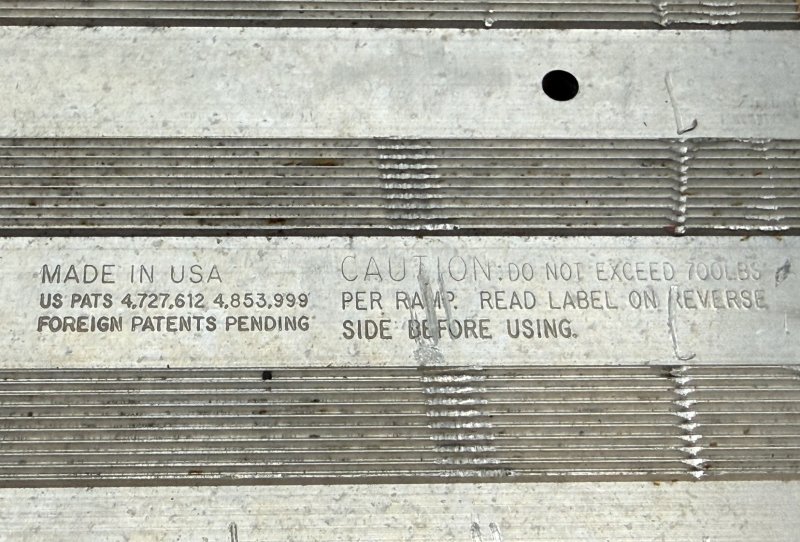 MADE IN USA
US PATS 4,727,612 4,853,999
FOREIGN PATENTS PENDING
CAUTION: DO NOT EXCEED 700LBS
PER RAMP. READ LABEL ON REVERSE
SIDE BEFORE USING.